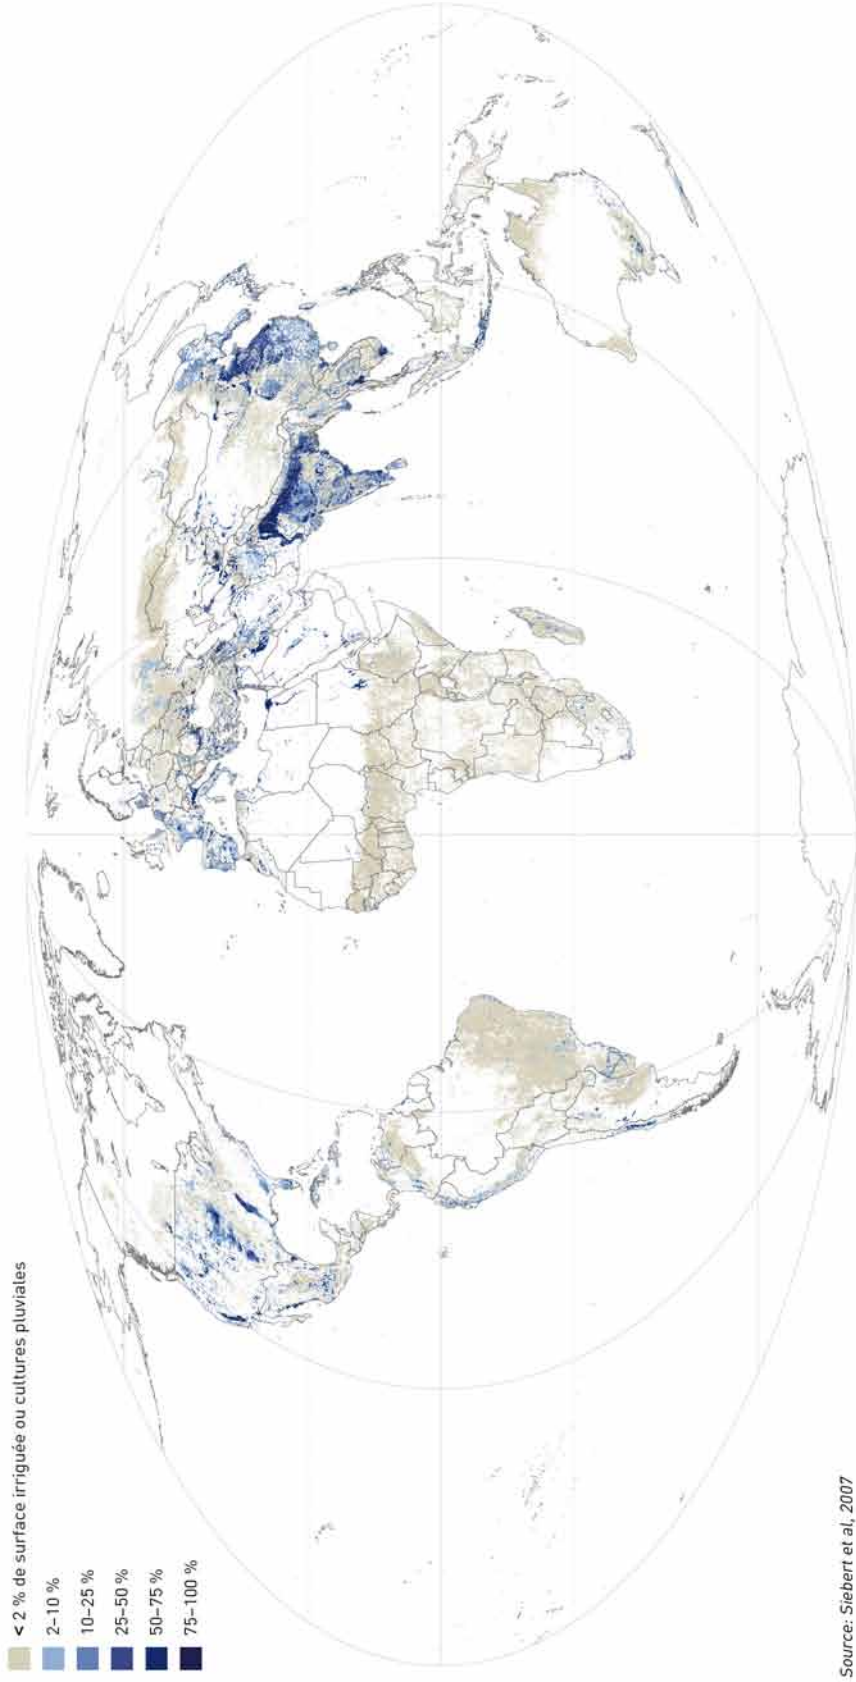 < 2 % de surface irriguée ou cultures pluviales
2–10 %
10–25 %
25–50 %
50–75 %
75–100 %
Source: Siebert et al, 2007